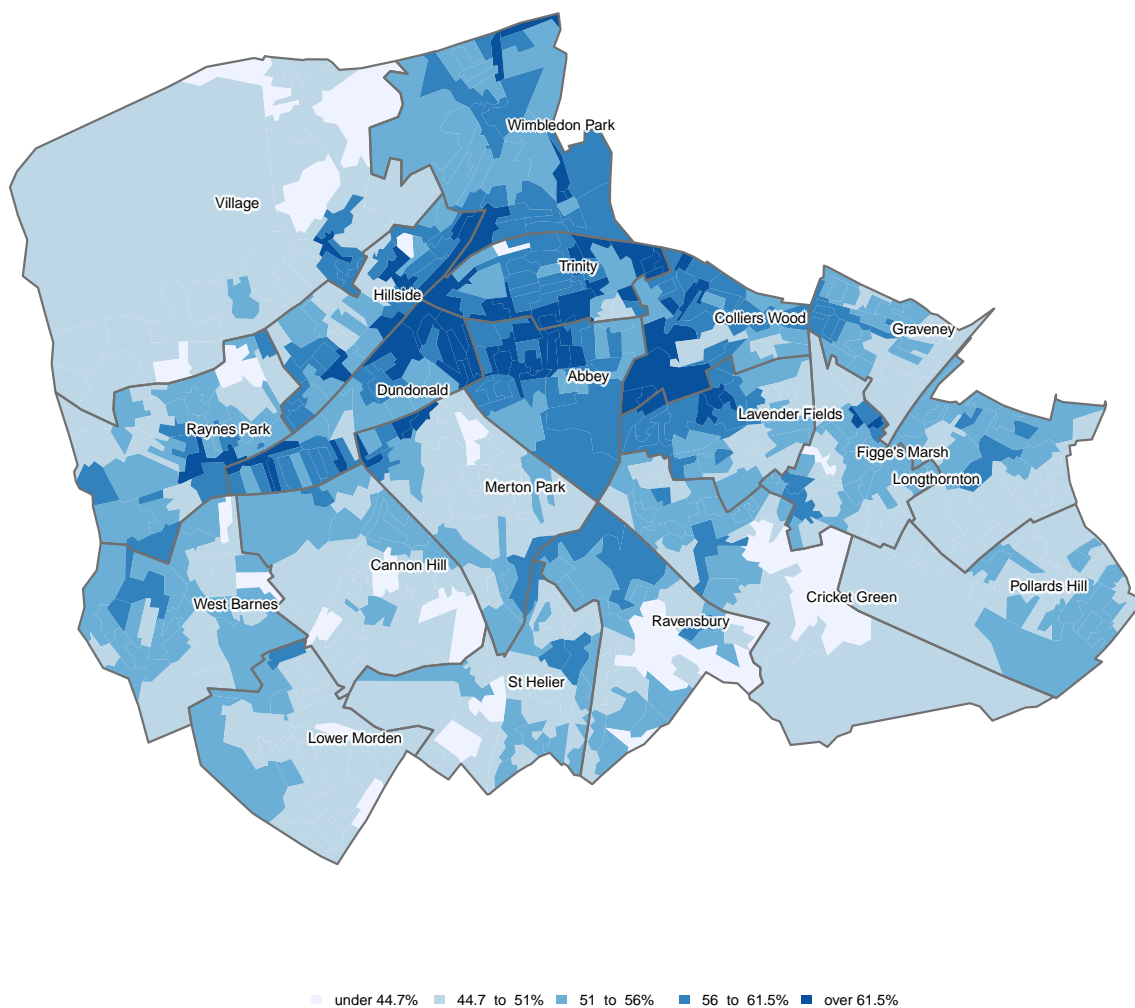 Wimbledon Park
Village
Trinity
Hillside
Colliers Wood
Graveney
Abbey
Dundonald
Lavender Fields
Raynes Park
Figge's Marsh
Longthornton
Merton Park
Cannon Hill
Pollards Hill
West Barnes
Cricket Green
Ravensbury
St Helier
Lower Morden
under 44.7% 44.7 to 51% 51 to 56% 56 to 61.5% over 61.5%